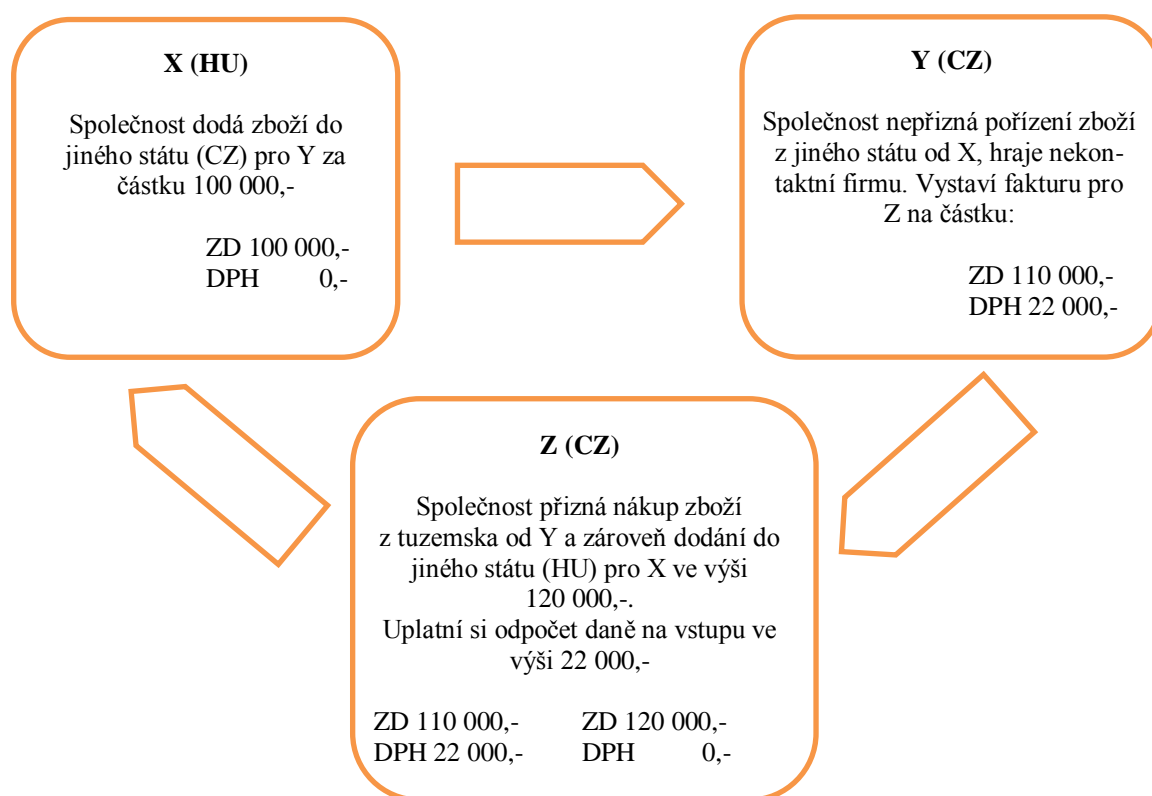 X (HU)
Společnost dodá zboží do
jiného státu (CZ) pro Y za
částku 100 000,-
ZD 100 000,-
DPH 0,-
Y (CZ)
Společnost nepřizná pořízení zboží
z jiného státu od X, hraje nekon-
taktní firmu. Vystaví fakturu pro
Z na částku:
ZD 110 000,-
DPH 22 000,-
Z (CZ)
Společnost přizná nákup zboží
z tuzemska od Y a zároveň dodání do
jiného státu (HU) pro X ve výši
120 000,-.
Uplatní si odpočet daně na vstupu ve
výši 22 000,-
ZD 110 000,- ZD 120 000,-
DPH 22 000,- DPH 0,-